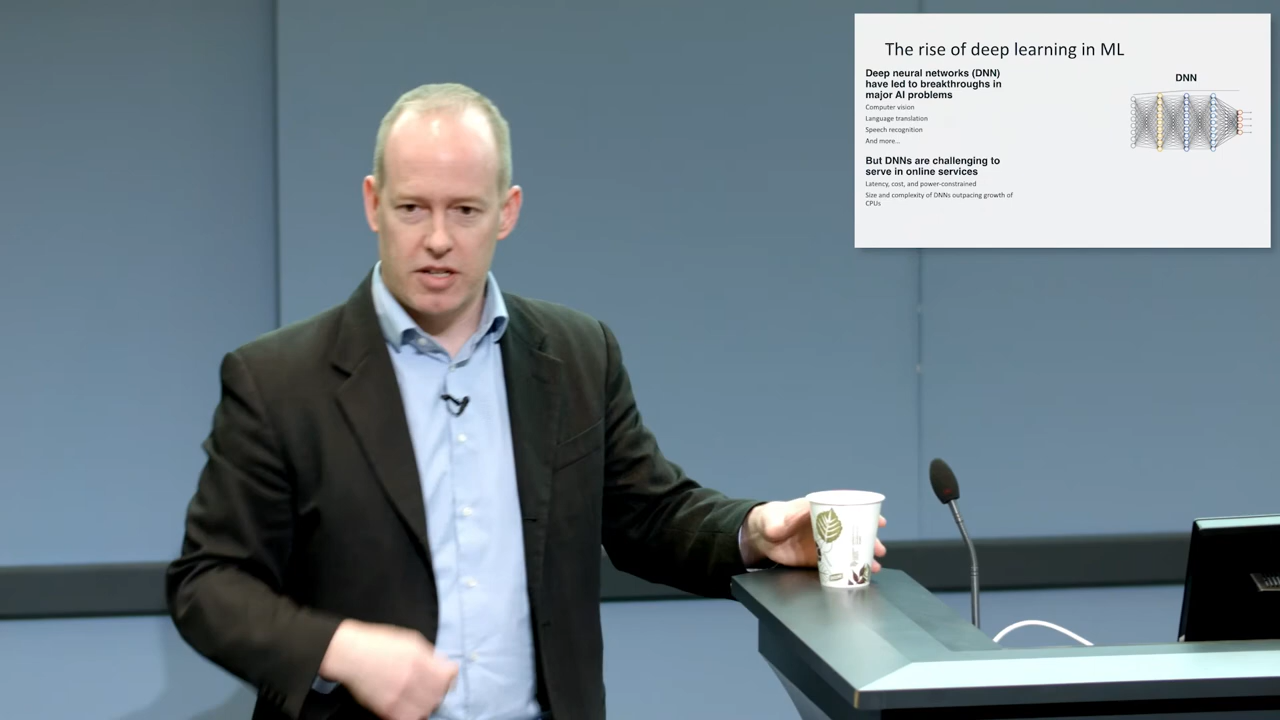 The rise of deep learning in ML
Deep neural networks (DNN)
have led to breakthroughs in
major AI problems
Computer vision
Language translation
Speech recognition
And more...
But DNNs are challenging to
serve in online services
Latency, cost, and power-constrained
Size and complexity of DNNs outpacing growth of
CPUs
DNN